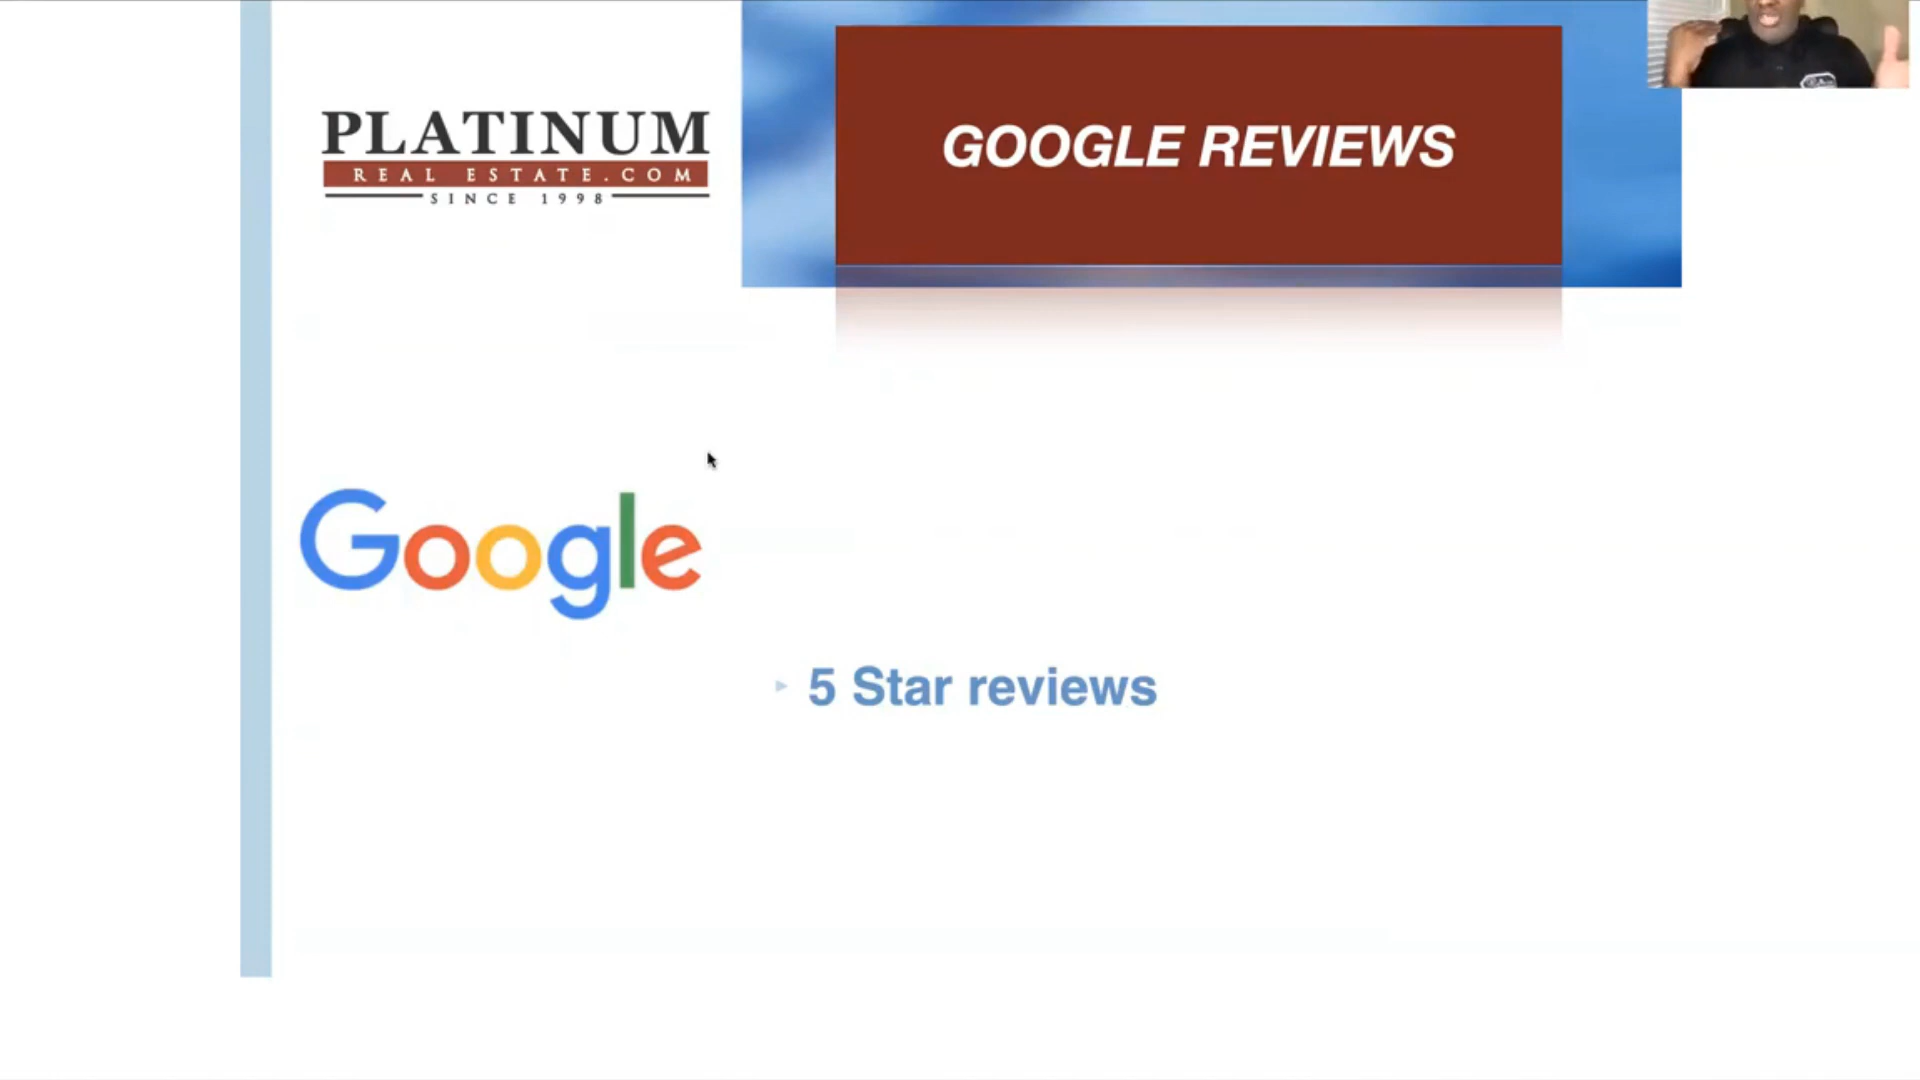 PLATINUM
REAL ESTATE.COM
SINCE 1998
GOOGLE REVIEWS
Google
5 Star reviews